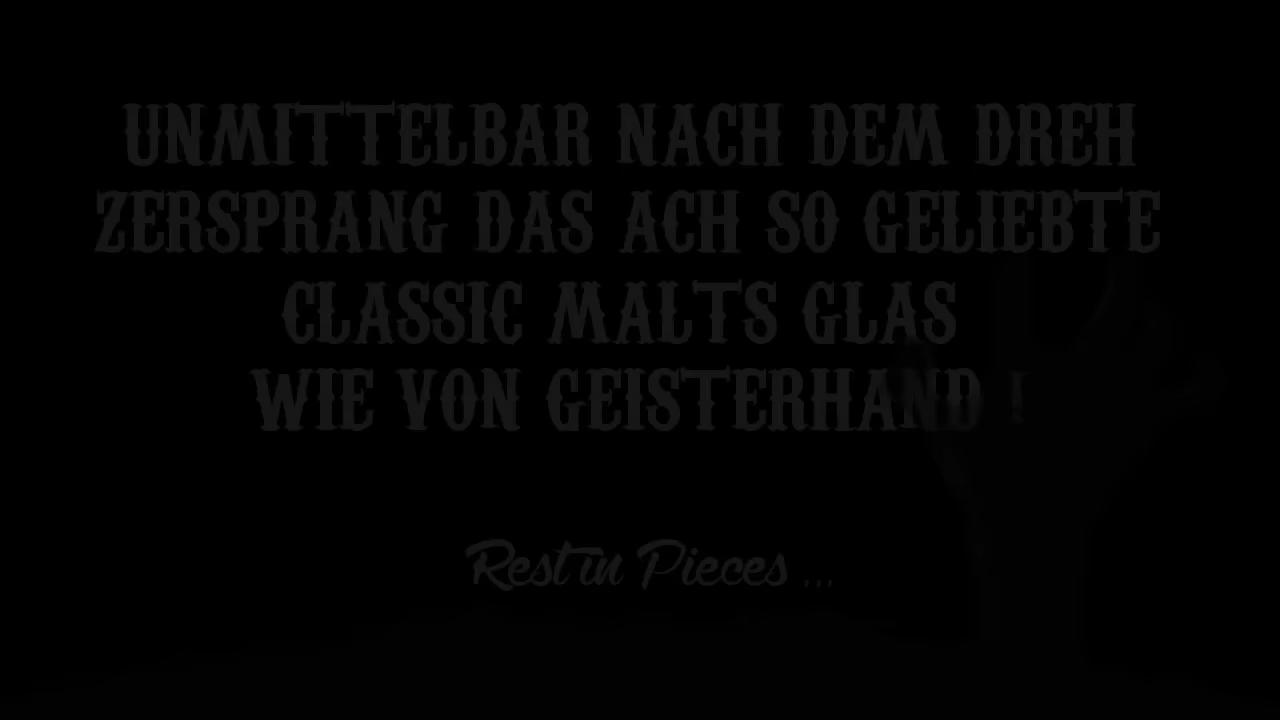 UNMITTELBAR NACH DEM DREH
ZERSPRANG DAS ACH SO GELIEBTE
CLASSIC MALTS GLAS
WIE VON GEISTERHAND !
Rest in Pieces ...